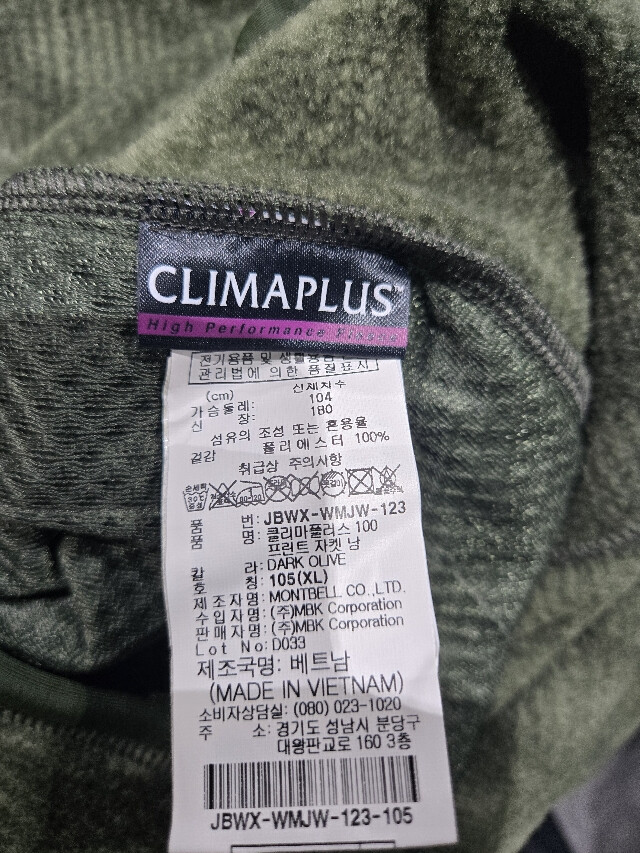 CLIMAPLUS™
High Performance
전기용품 및 생활용품
관리법에 의한 품질표시
(cm) 신체치수
가슴둘레: 104
신 장: 180
섬유의 조성 또는 혼용율
겉감 폴리에스터 100%
취급상 주의사항
손세탁
30℃
중성
품 번: JBWX-WMJW-123
품 명: 클리마플러스 100
프린트 자켓 남
칼 라: DARK OLIVE
호 칭: 105(XL)
제조자명: MONTBELL CO.,LTD.
수입자명: (주)MBK Corporation
판매자명: (주)MBK Corporation
Lot No: D033
제조국명: 베트남
(MADE IN VIETNAM)
소비자상담실: (080) 023-1020
주 소: 경기도 성남시 분당구
대왕판교로 160 3층
JBWX-WMJW-123-105